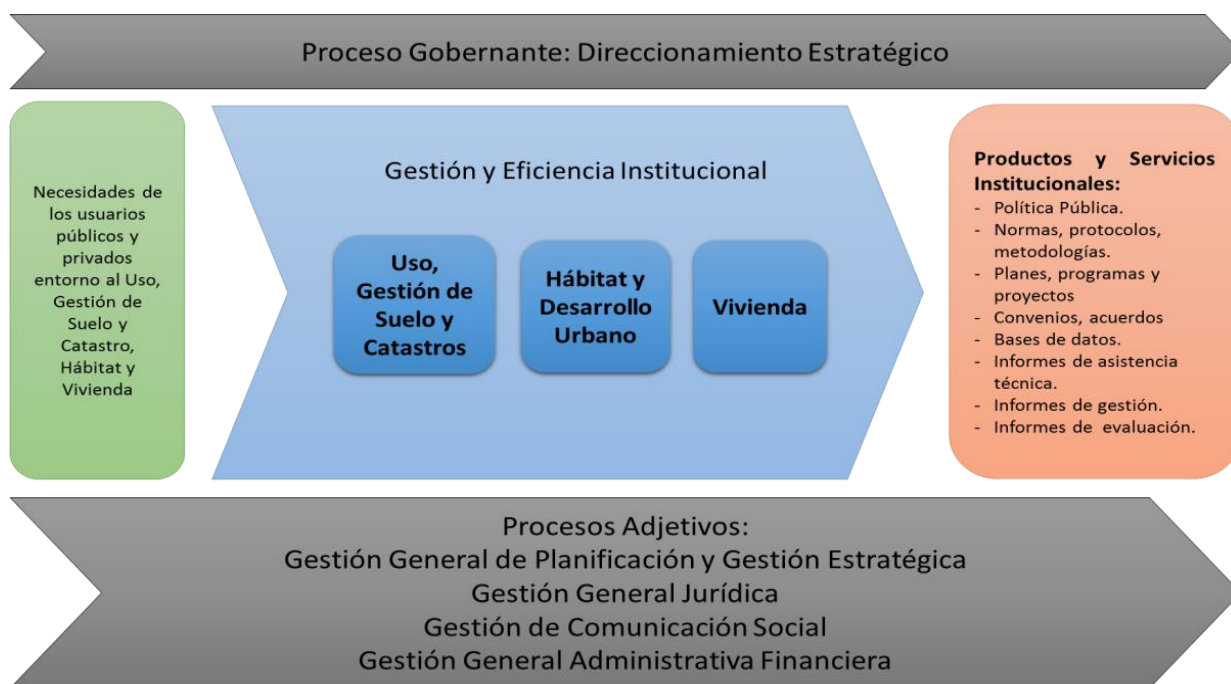 Proceso Gobernante: Direccionamiento Estratégico
Necesidades de
los usuarios
públicos y
privados
entorno al Uso,
Gestión de
Suelo y
Catastro,
Hábitat y
Vivienda
Gestión y Eficiencia Institucional
Uso,
Gestión de
Suelo y
Catastros
Hábitat y
Desarrollo
Urbano
Vivienda
Productos y Servicios
Institucionales:
- Política Pública.
- Normas, protocolos,
metodologías.
- Planes, programas y
proyectos
- Convenios, acuerdos
- Bases de datos.
- Informes de asistencia
técnica.
- Informes de gestión.
- Informes de evaluación.
Procesos Adjetivos:
Gestión General de Planificación y Gestión Estratégica
Gestión General Jurídica
Gestión de Comunicación Social
Gestión General Administrativa Financiera